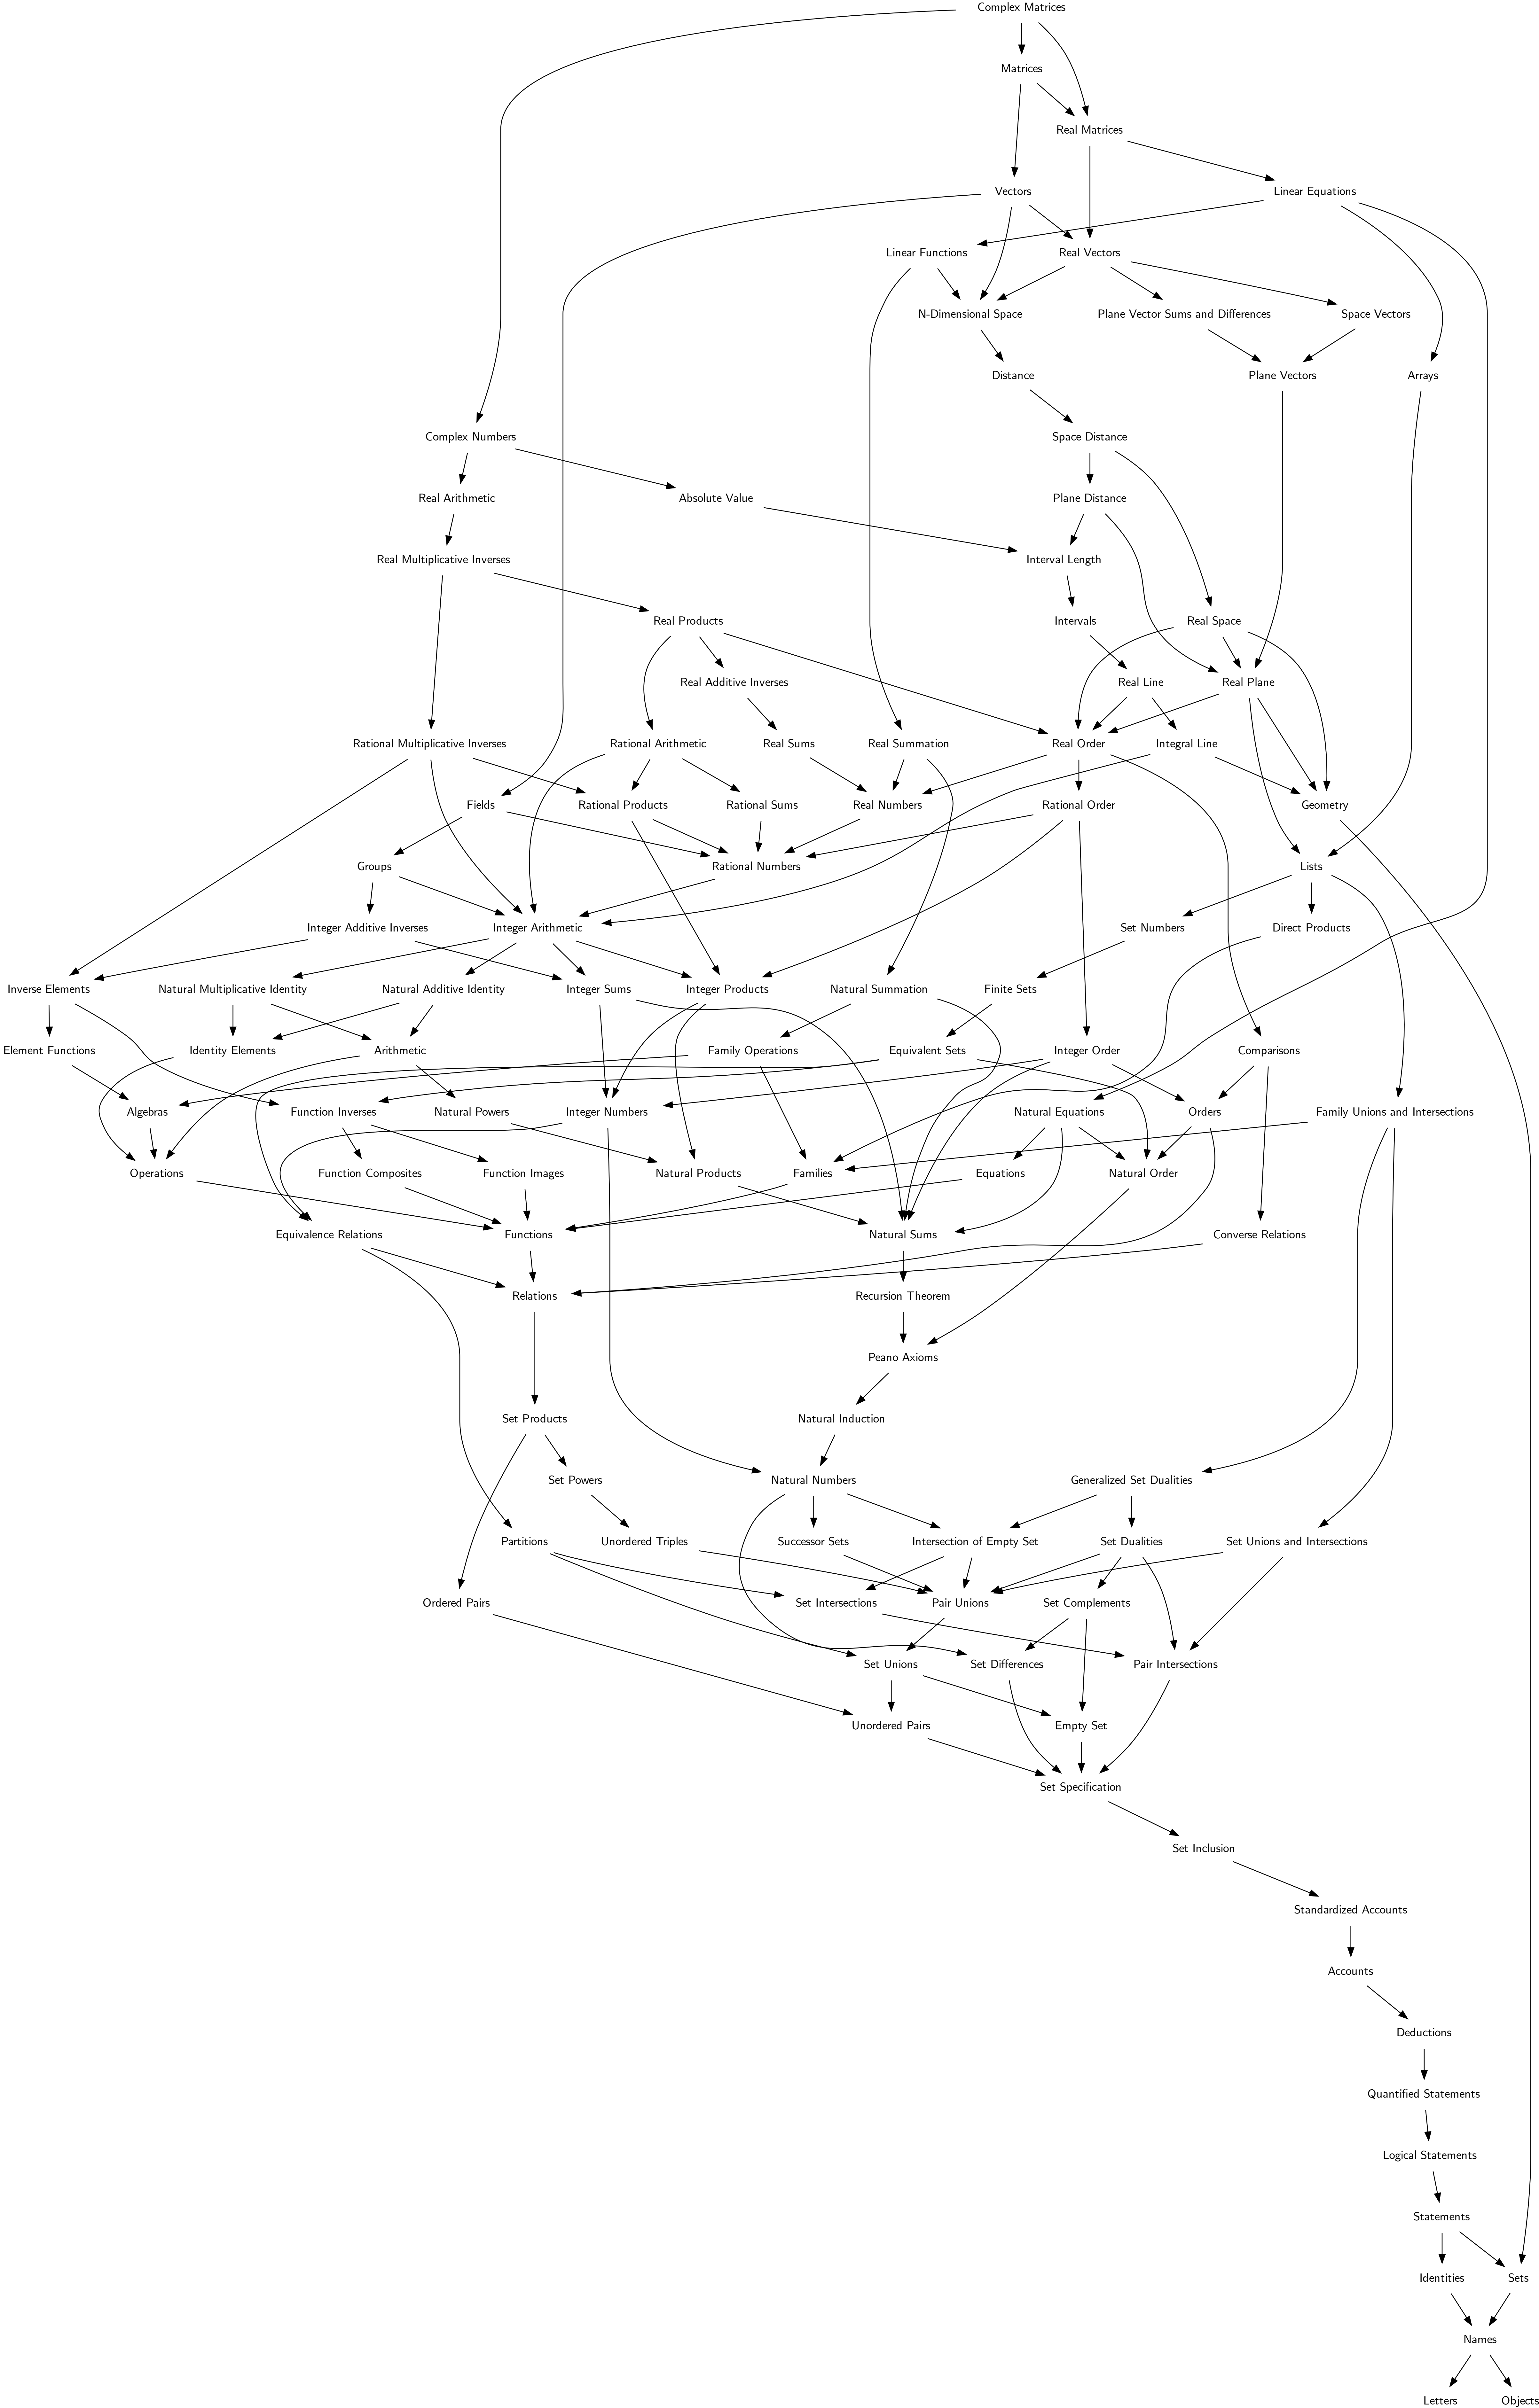 Complex Matrices
Matrices
Real Matrices
Vectors
Linear Equations
Linear Functions
Real Vectors
N-Dimensional Space
Plane Vector Sums and Differences
Space Vectors
Distance
Plane Vectors
Arrays
Complex Numbers
Space Distance
Real Arithmetic
Absolute Value
Plane Distance
Real Multiplicative Inverses
Interval Length
Real Products
Intervals
Real Space
Real Additive Inverses
Real Line
Real Plane
Rational Multiplicative Inverses
Rational Arithmetic
Real Sums
Real Summation
Real Order
Integral Line
Fields
Rational Products
Rational Sums
Real Numbers
Rational Order
Geometry
Groups
Rational Numbers
Lists
Integer Additive Inverses
Integer Arithmetic
Set Numbers
Direct Products
Inverse Elements
Natural Multiplicative Identity
Natural Additive Identity
Integer Sums
Integer Products
Natural Summation
Finite Sets
Element Functions
Identity Elements
Arithmetic
Family Operations
Equivalent Sets
Integer Order
Comparisons
Algebras
Function Inverses
Natural Powers
Integer Numbers
Natural Equations
Orders
Family Unions and Intersections
Operations
Function Composites
Function Images
Natural Products
Families
Equations
Natural Order
Equivalence Relations
Functions
Natural Sums
Converse Relations
Relations
Recursion Theorem
Peano Axioms
Set Products
Natural Induction
Set Powers
Natural Numbers
Generalized Set Dualities
Partitions
Unordered Triples
Successor Sets
Intersection of Empty Set
Set Dualities
Set Unions and Intersections
Ordered Pairs
Set Intersections
Pair Unions
Set Complements
Set Unions
Set Differences
Pair Intersections
Unordered Pairs
Empty Set
Set Specification
Set Inclusion
Standardized Accounts
Accounts
Deductions
Quantified Statements
Logical Statements
Statements
Identities
Sets
Names
Letters
Objects